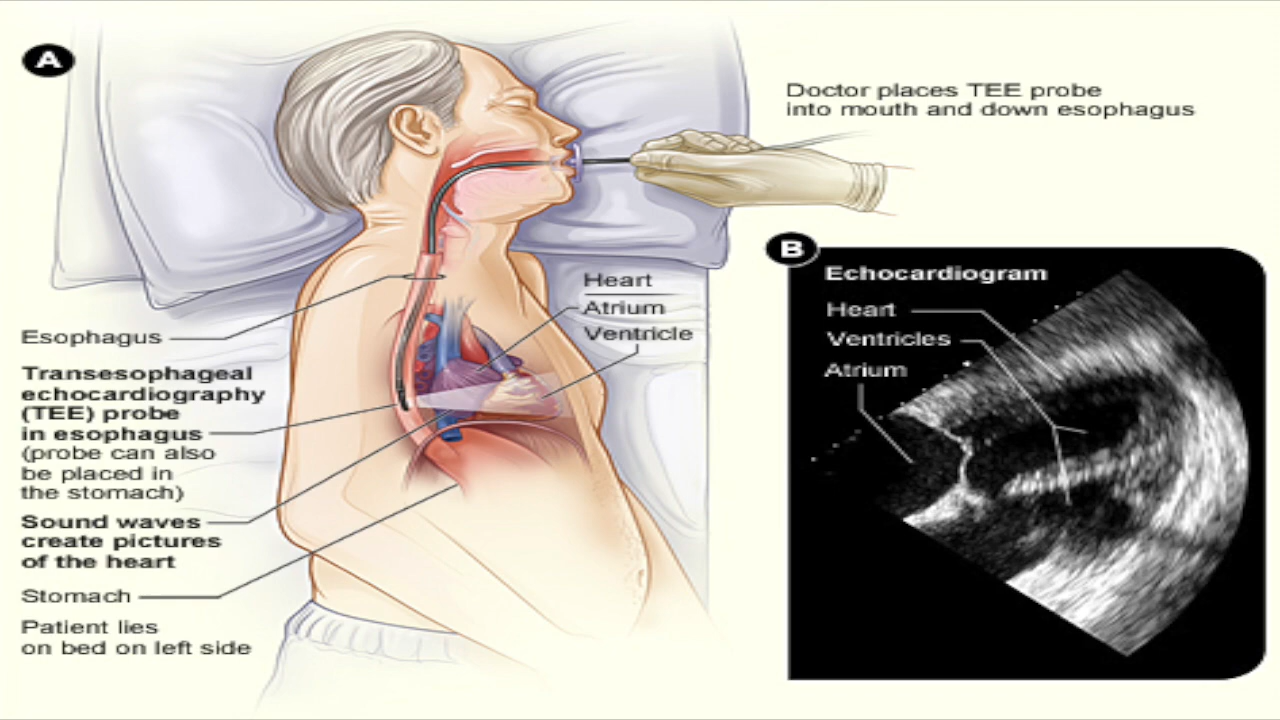 A
Doctor places TEE probe
into mouth and down esophagus
Heart
Atrium
Ventricle
Esophagus
Transesophageal
echocardiography
(TEE) probe
in esophagus
(probe can also
be placed in
the stomach)
Sound waves
create pictures
of the heart
Stomach
Patient lies
on bed on left side
B
Echocardiogram
Heart
Ventricles
Atrium